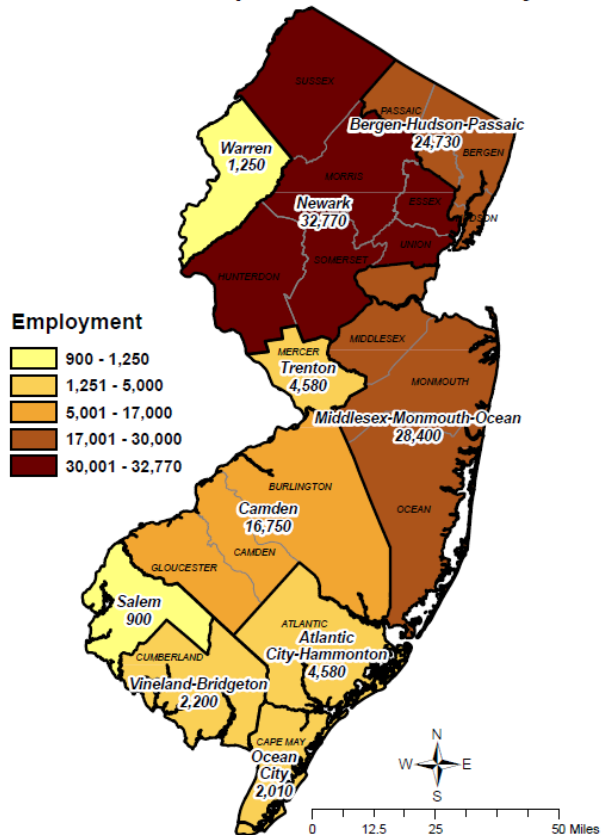 SUSSEX
PASSAIC
Bergen-Hudson-Passaic
24,730
BERGEN
Warren
1,250
MORRIS
ESSEX
Newark
32,770
UNION
SOMERSET
HUNTERDON
Employment
900 - 1,250
1,251 - 5,000
5,001 - 17,000
17,001 - 30,000
30,001 - 32,770
MIDDLESEX
MERCER
Trenton
4,580
MONMOUTH
Middlesex-Monmouth-Ocean
28,400
BURLINGTON
OCEAN
Camden
16,750
CAMDEN
GLOUCESTER
Salem
900
ATLANTIC
Atlantic
City-Hammonton
4,580
CUMBERLAND
Vineland-Bridgeton
2,200
CAPE MAY
Ocean
City
2,010
N
W E
S
0 12.5 25 50 Miles